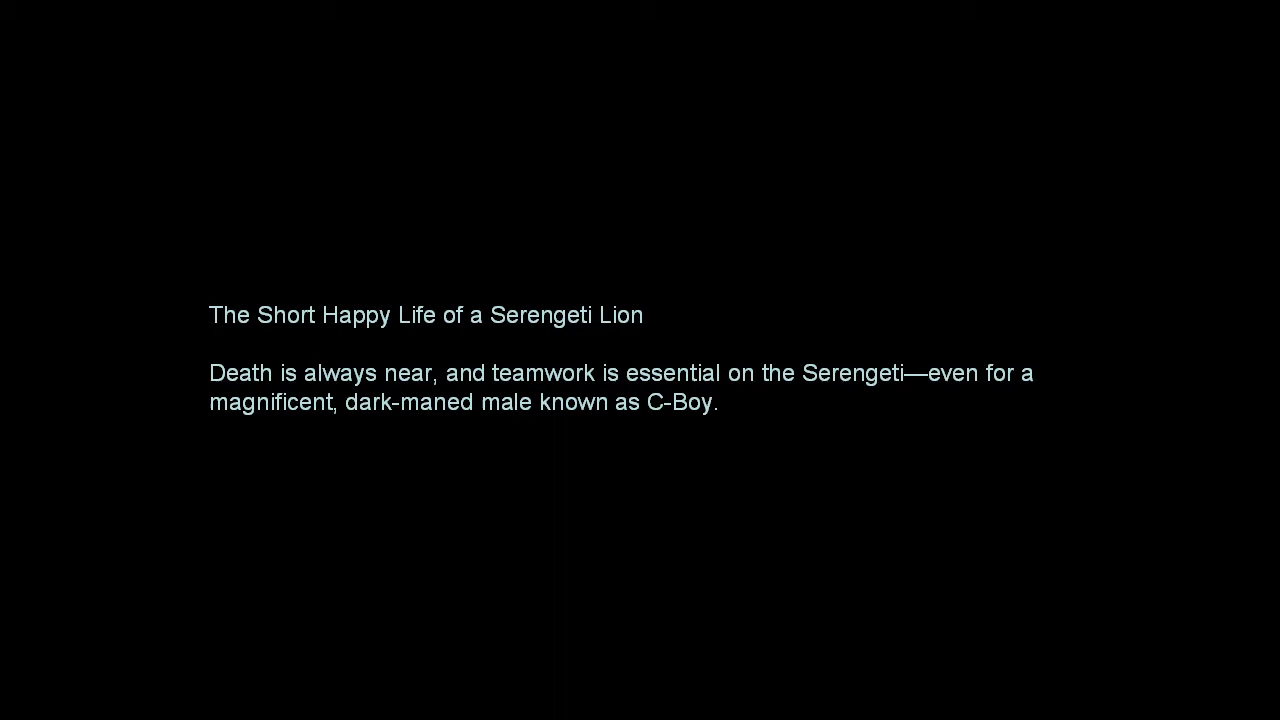 The Short Happy Life of a Serengeti Lion
Death is always near, and teamwork is essential on the Serengeti—even for a
magnificent, dark-maned male known as C-Boy.